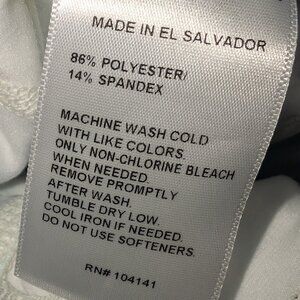 MADE IN EL SALVADOR
86% POLYESTER/
14% SPANDEX
MACHINE WASH COLD
WITH LIKE COLORS.
ONLY NON-CHLORINE BLEACH
WHEN NEEDED.
REMOVE PROMPTLY
AFTER WASH.
TUMBLE DRY LOW.
COOL IRON IF NEEDED.
DO NOT USE SOFTENERS.
RN# 104141